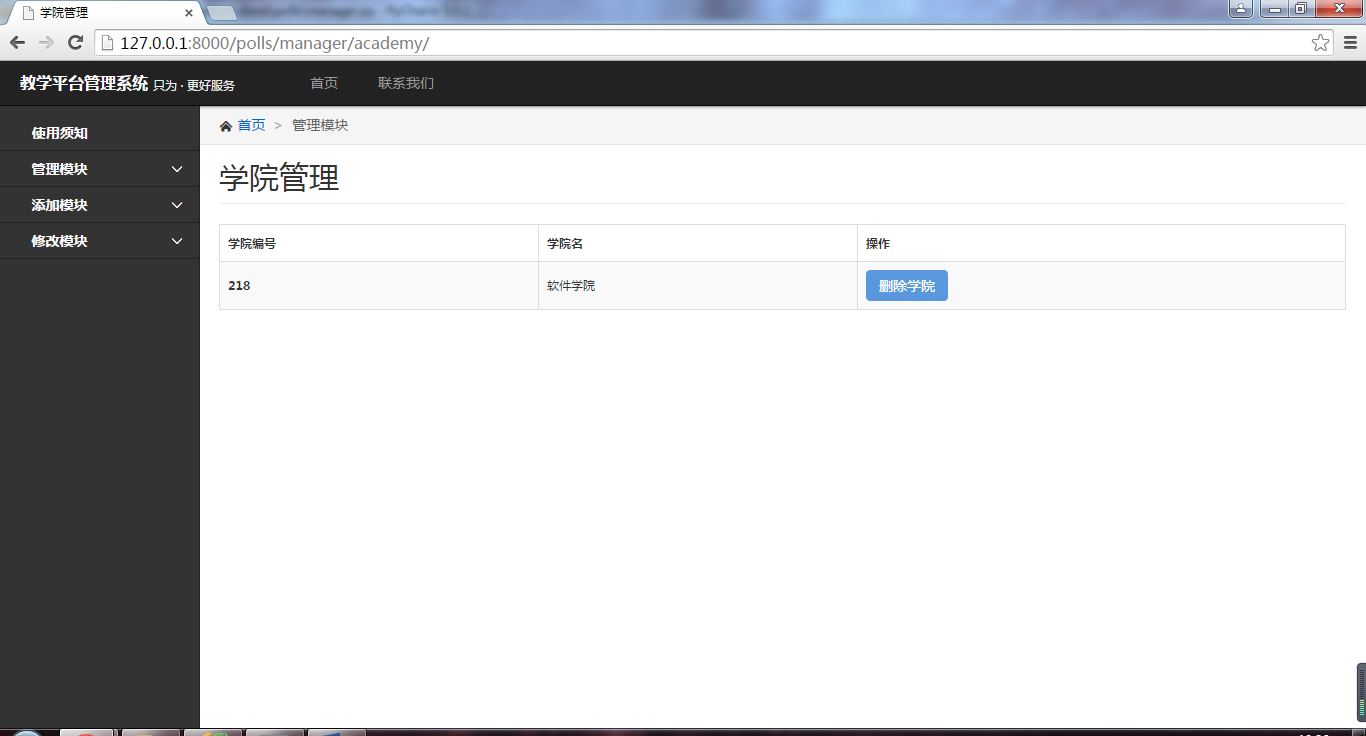 学院管理
127.0.0.1:8000/polls/manager/academy/
教学平台管理系统 只为 · 更好服务 首页 联系我们
使用须知
管理模块
添加模块
修改模块
首页 > 管理模块
学院管理
学院编号 学院名 操作
218 软件学院 删除学院